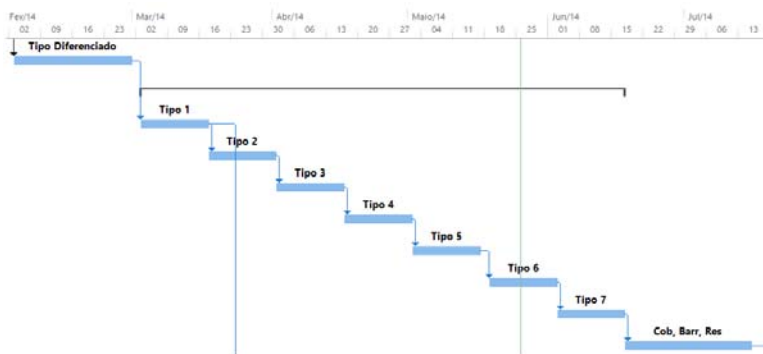 Fev/14 Mar/14 Abr/14 Maio/14 Jun/14 Jul/14
02 09 16 23 02 09 16 23 30 06 13 20 27 04 11 18 25 01 08 15 22 29 06 13
Tipo Diferenciado
Tipo 1
Tipo 2
Tipo 3
Tipo 4
Tipo 5
Tipo 6
Tipo 7
Cob, Barr, Res